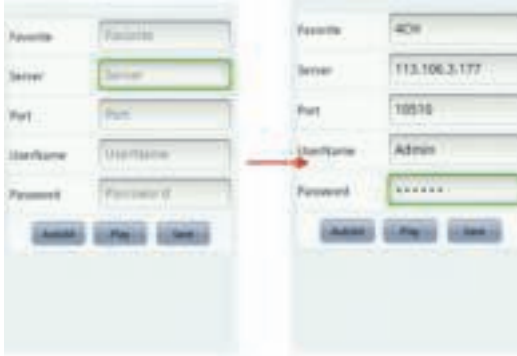 Favorite Favorite
Server Server
Port Port
UserName UserName
Password Password
Play Save
Favorite 4CH
Server 113.106.3.177
Port 10510
UserName Admin
Password ······
Play Save